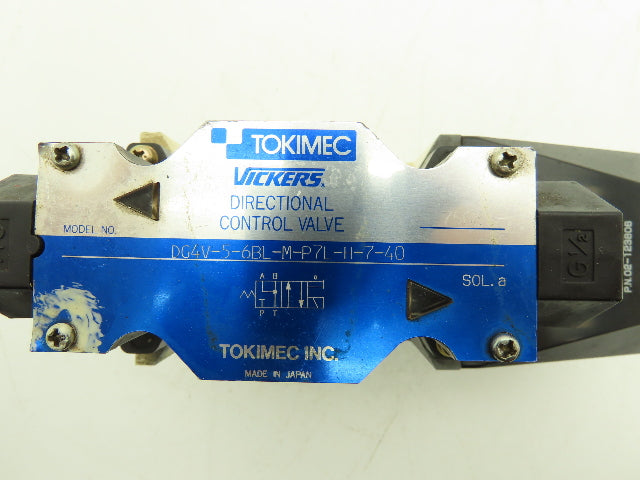 TOKIMEC
VICKERS.
DIRECTIONAL
CONTROL VALVE
MODEL NO.
DG4V-5-6BL-M-P7L-H-7-40
A B a
P T
SOL. a
TOKIMEC INC.
MADE IN JAPAN
G 1/2
P.N.02-123808